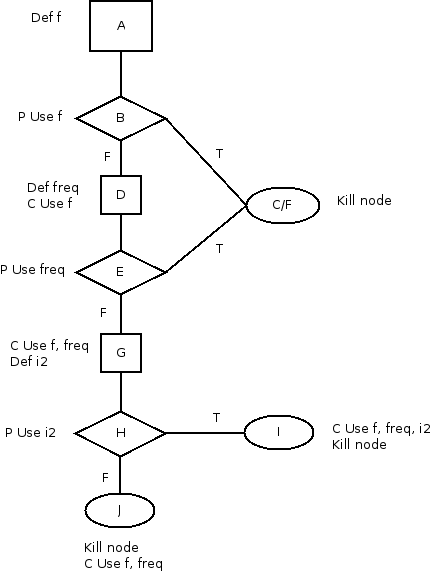 Def f
A
P Use f
B
T
F
Def freq
C Use f
D
C/F
Kill node
T
P Use freq
E
F
C Use f, freq
Def i2
G
P Use i2
H
T
I
C Use f, freq, i2
Kill node
F
J
Kill node
C Use f, freq